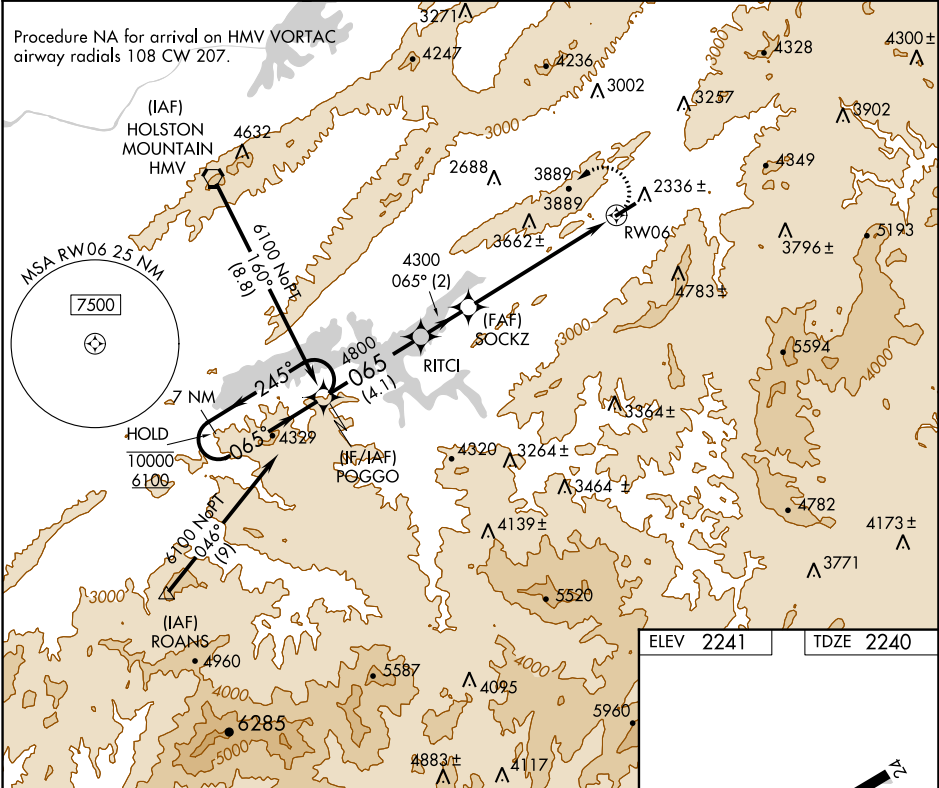 Procedure NA for arrival on HMV VORTAC
airway radials 108 CW 207.
3271
4247
4236
3002
3257
4328
4300±
3902
(IAF)
HOLSTON
MOUNTAIN
HMV
4632
3000
3000
2688
3889
3889
2336±
4349
RW06
3662±
3796±
5193
MSA RW06 25 NM
7500
6100 NoPT
160°
(8.8)
4300
065° (2)
4783±
(FAF)
SOCKZ
3000
5594
4000
RITCI
4800
065
(4.1)
245°
7 NM
HOLD
10000
6100
065°
4329
(IF/IAF)
POGGO
3364±
4320
3264±
3464 ±
4782
4139±
4173±
3771
6100 NoPT
046°
(9)
3000
(IAF)
ROANS
5520
4960
4000
5587
4000
4095
6285
5000
5960
4883±
4117
ELEV 2241
TDZE 2240
24